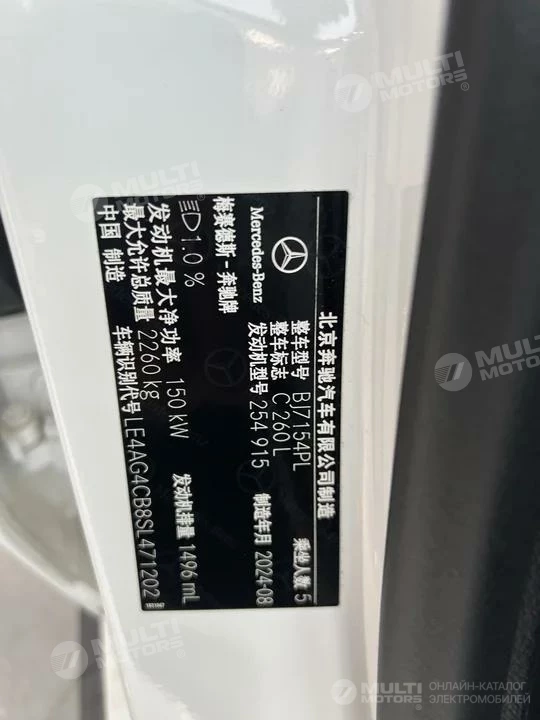 北京奔驰汽车有限公司制造
Mercedes-Benz
梅赛德斯-奔驰牌
整车型号 BJ7154PL
整车标志 C 260 L
发动机型号 254 915
乘坐人数 5
制造年月 2024-08
1.0 %
发动机最大净功率 150 kW
发动机排量 1496 mL
最大允许总质量 2260 kg
车辆识别代号 LE4AG4CB8SL471202
中国 制造
MULTI MOTORS®
MULTI MOTORS®
MULTI MOTORS®
MULTI MOTORS®
MULTI MOTORS
ОНЛАЙН-КАТАЛОГ
ЭЛЕКТРОМОБИЛЕЙ